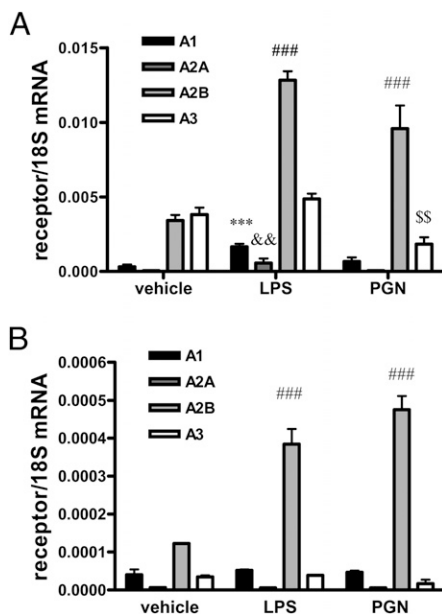 A
receptor/18S mRNA
0.015
0.010
0.005
0.000
A1
A2A
A2B
A3
***
&&
###
###
$$
vehicle
LPS
PGN
B
receptor/18S mRNA
0.0006
0.0005
0.0004
0.0003
0.0002
0.0001
0.0000
A1
A2A
A2B
A3
###
###
vehicle
LPS
PGN